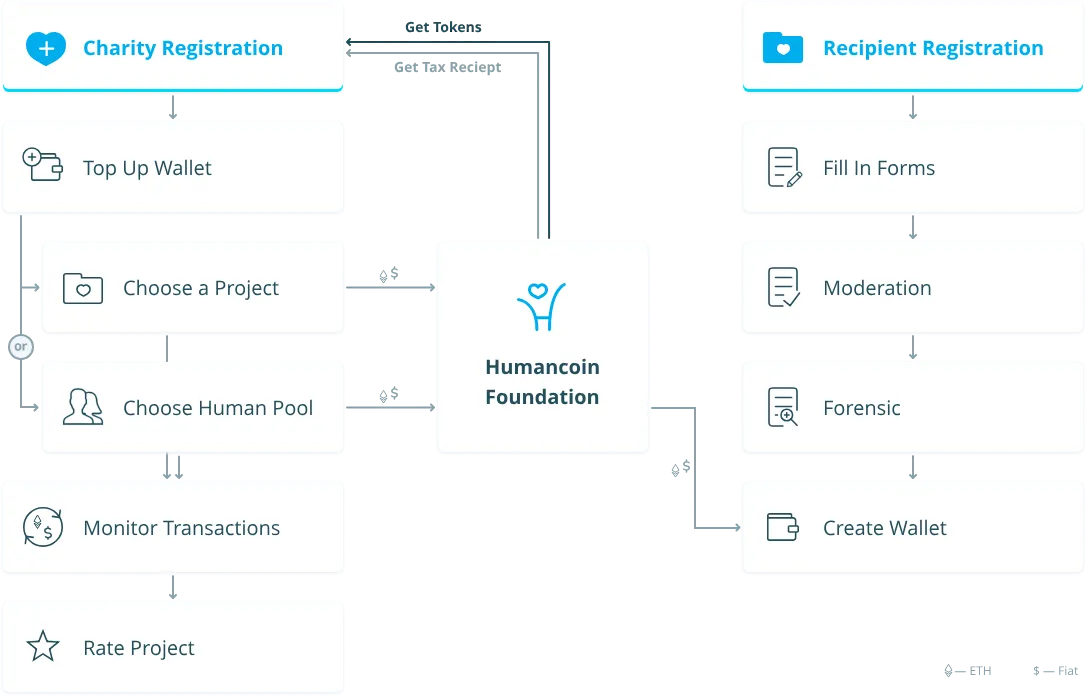 Charity Registration
Get Tokens
Get Tax Reciept
Recipient Registration
Top Up Wallet
Fill In Forms
Choose a Project
$
Moderation
or
Humancoin
Foundation
Choose Human Pool
$
Forensic
$
Monitor Transactions
$
Create Wallet
Rate Project
— ETH
$ — Fiat